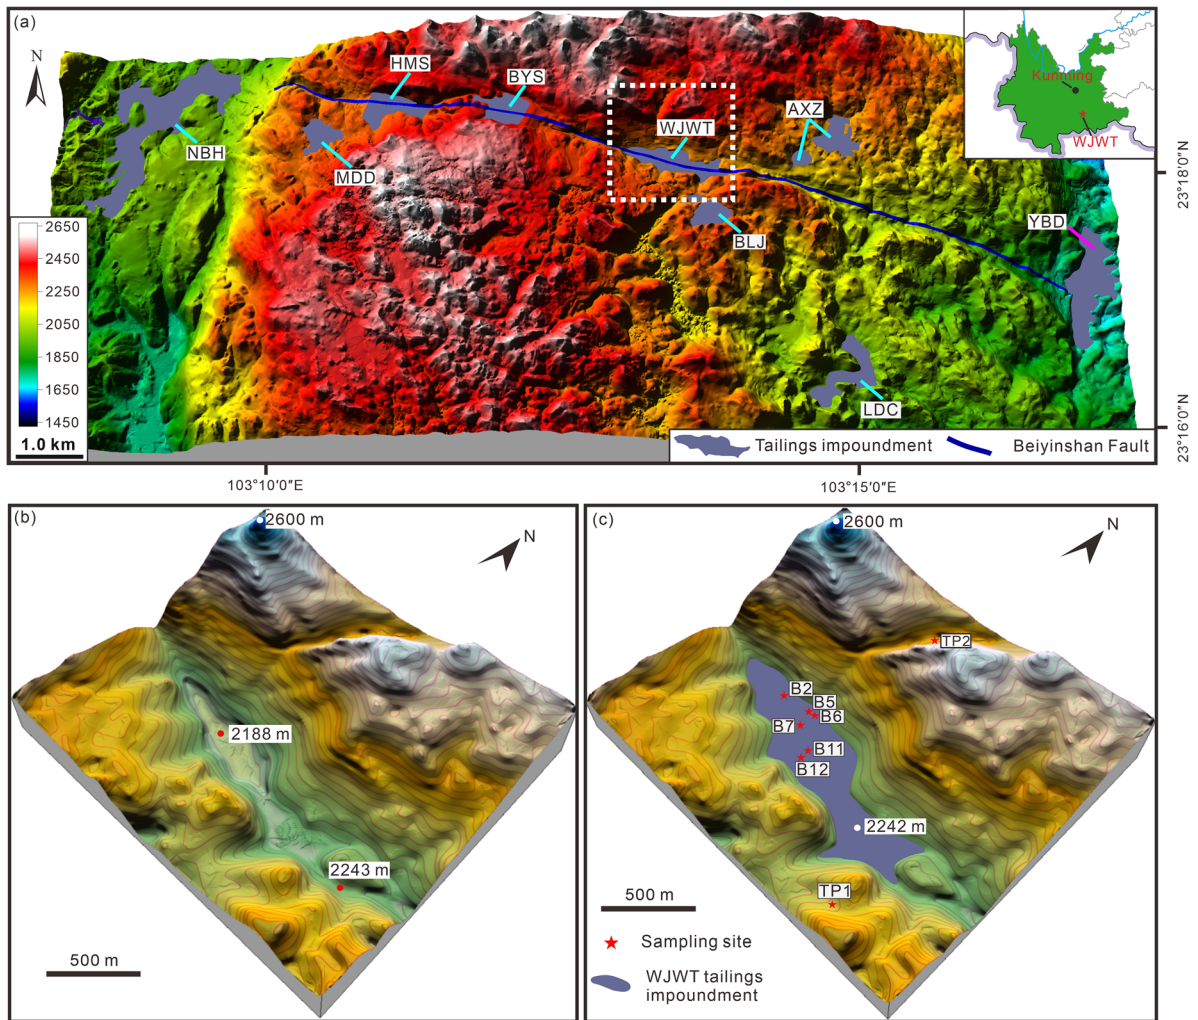 (a)
N
HMS
BYS
AXZ
WJWT
NBH
MDD
BLJ
YBD
LDC
Kunming
WJWT
23°18′0″N
23°16′0″N
2650
2450
2250
2050
1850
1650
1450
1.0 km
Tailings impoundment
Beiyinshan Fault
103°10′0″E
103°15′0″E
(b)
2600 m
N
2188 m
2243 m
500 m
(c)
2600 m
N
TP2
B2
B5
B6
B7
B11
B12
2242 m
TP1
500 m
Sampling site
WJWT tailings
impoundment